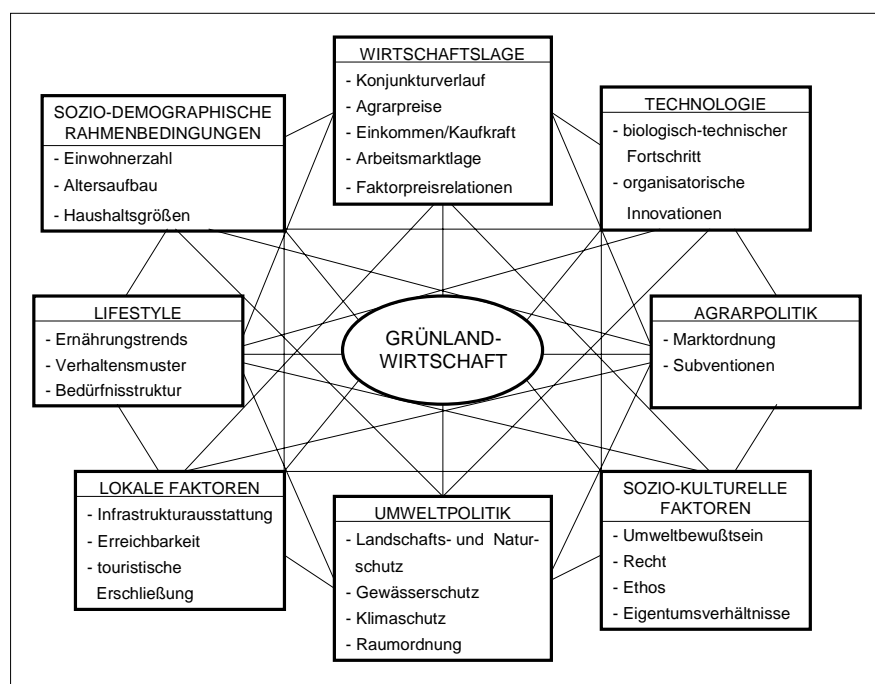 WIRTSCHAFTSLAGE
- Konjunkturverlauf
- Agrarpreise
- Einkommen/Kaufkraft
- Arbeitsmarktlage
- Faktorpreisrelationen
SOZIO-DEMOGRAPHISCHE
RAHMENBEDINGUNGEN
- Einwohnerzahl
- Altersaufbau
- Haushaltsgrößen
TECHNOLOGIE
- biologisch-technischer
Fortschritt
- organisatorische
Innovationen
LIFESTYLE
- Ernährungstrends
- Verhaltensmuster
- Bedürfnisstruktur
GRÜNLAND-
WIRTSCHAFT
AGRARPOLITIK
- Marktordnung
- Subventionen
LOKALE FAKTOREN
- Infrastrukturausstattung
- Erreichbarkeit
- touristische
Erschließung
UMWELTPOLITIK
- Landschafts- und Natur-
schutz
- Gewässerschutz
- Klimaschutz
- Raumordnung
SOZIO-KULTURELLE
FAKTOREN
- Umweltbewußtsein
- Recht
- Ethos
- Eigentumsverhältnisse